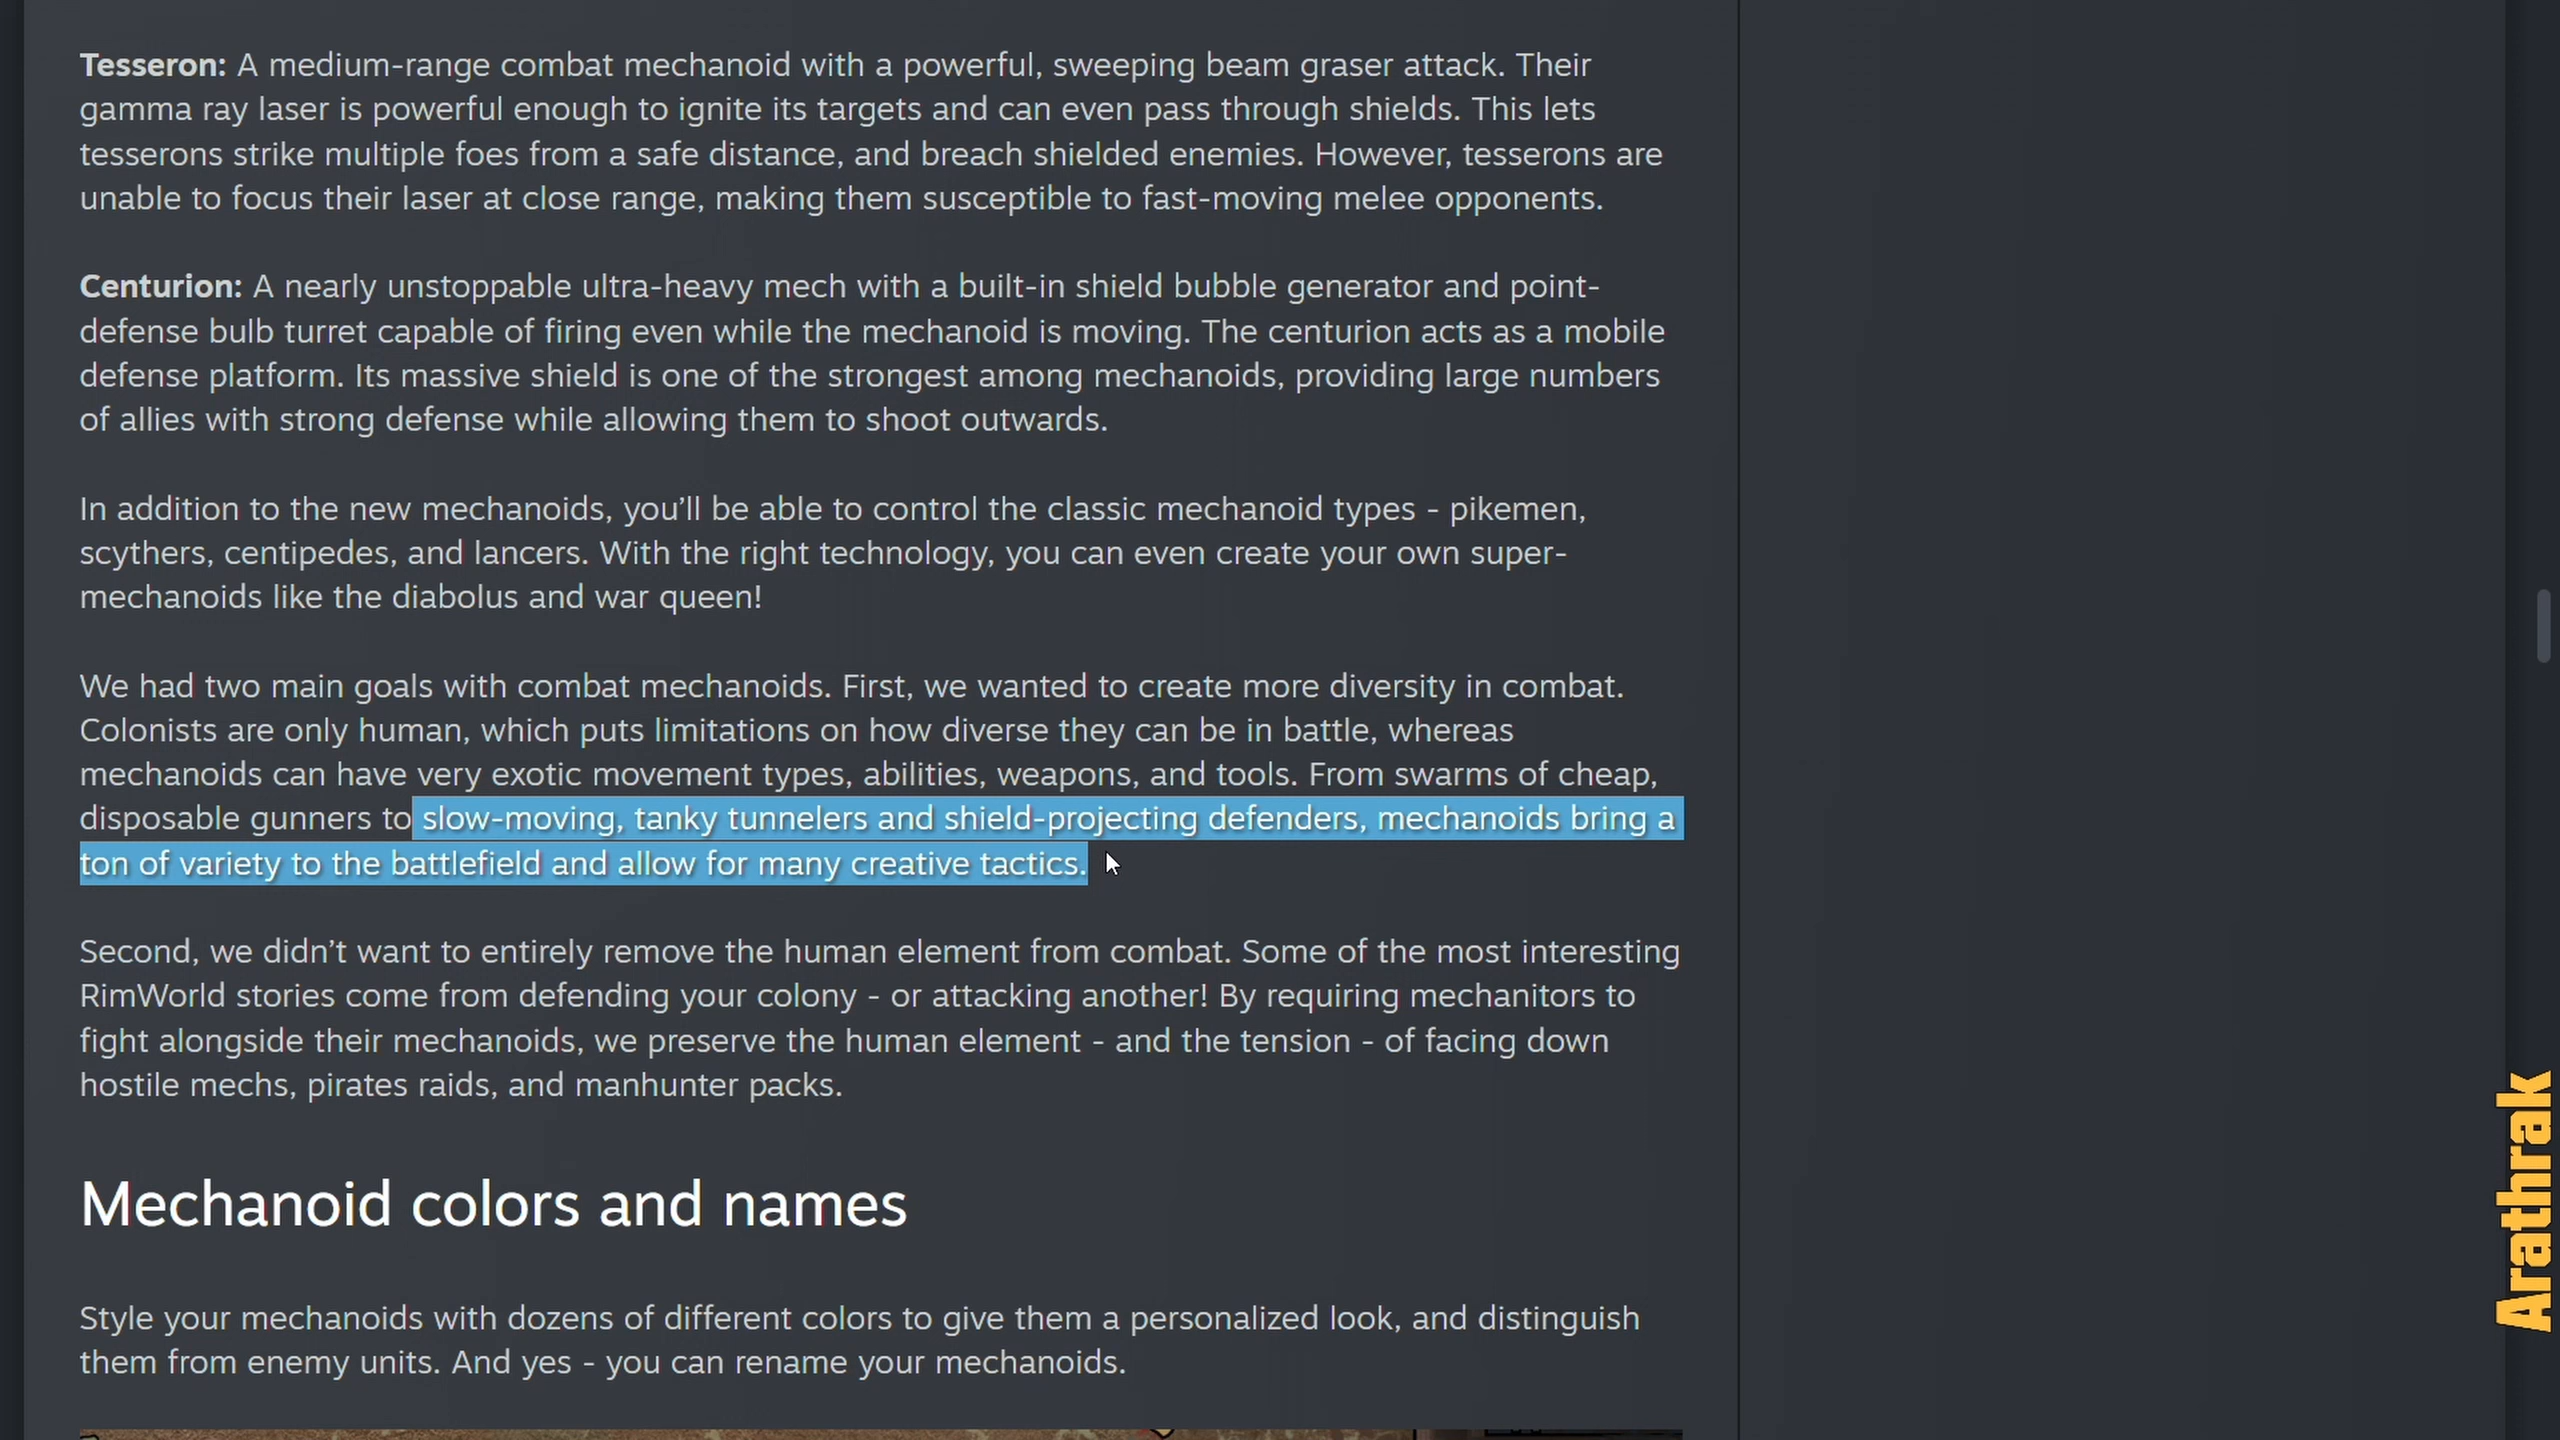 Tesseron: A medium-range combat mechanoid with a powerful, sweeping beam graser attack. Their
gamma ray laser is powerful enough to ignite its targets and can even pass through shields. This lets
tesserons strike multiple foes from a safe distance, and breach shielded enemies. However, tesserons are
unable to focus their laser at close range, making them susceptible to fast-moving melee opponents.
Centurion: A nearly unstoppable ultra-heavy mech with a built-in shield bubble generator and point-
defense bulb turret capable of firing even while the mechanoid is moving. The centurion acts as a mobile
defense platform. Its massive shield is one of the strongest among mechanoids, providing large numbers
of allies with strong defense while allowing them to shoot outwards.
In addition to the new mechanoids, you’ll be able to control the classic mechanoid types - pikemen,
scythers, centipedes, and lancers. With the right technology, you can even create your own super-
mechanoids like the diabolus and war queen!
We had two main goals with combat mechanoids. First, we wanted to create more diversity in combat.
Colonists are only human, which puts limitations on how diverse they can be in battle, whereas
mechanoids can have very exotic movement types, abilities, weapons, and tools. From swarms of cheap,
disposable gunners to slow-moving, tanky tunnelers and shield-projecting defenders, mechanoids bring a
ton of variety to the battlefield and allow for many creative tactics.
Second, we didn’t want to entirely remove the human element from combat. Some of the most interesting
RimWorld stories come from defending your colony - or attacking another! By requiring mechanitors to
fight alongside their mechanoids, we preserve the human element - and the tension - of facing down
hostile mechs, pirates raids, and manhunter packs.
Mechanoid colors and names
Style your mechanoids with dozens of different colors to give them a personalized look, and distinguish
them from enemy units. And yes - you can rename your mechanoids.
Arathrak